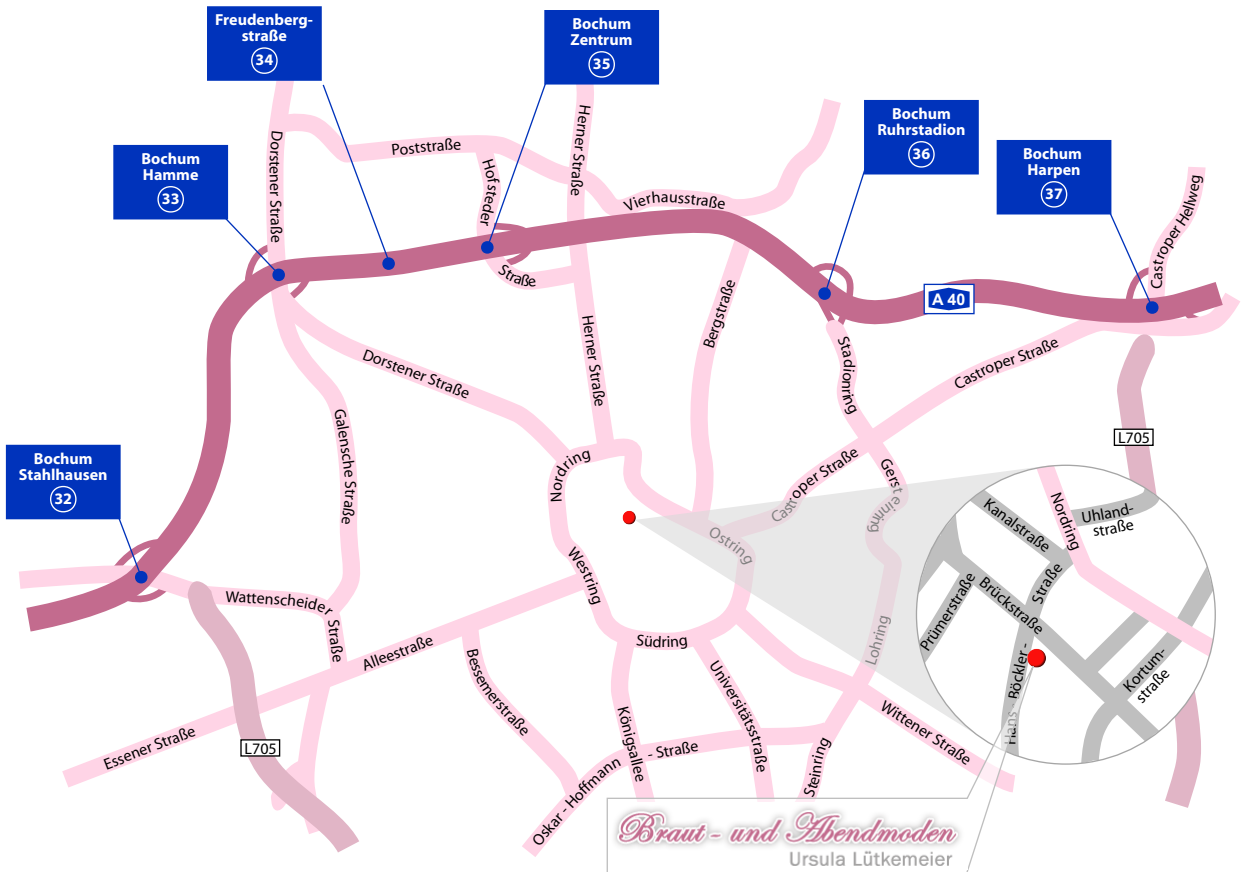 Freudenberg-
straße
34
Bochum
Zentrum
35
Bochum
Ruhrstadion
36
Bochum
Hamme
33
Bochum
Harpen
37
Bochum
Stahlhausen
32
Dorstener Straße
Poststraße
Hofsteder
Straße
Herner Straße
Vierhausstraße
Castroper Hellweg
A 40
Bergstraße
Herner Straße
Dorstener Straße
Stadionring
Castroper Straße
Galensche Straße
Nordring
Castroper Straße
Gersteinring
L705
Ostring
Westring
Wattenscheider
Straße
Südring
Lohring
Alleestraße
Bessemerstraße
Essener Straße
L705
Königsallee
Universitätsstraße
Oskar - Hoffmann - Straße
Steinring
Wittener Straße
Kanalstraße
Nordring
Uhland-
straße
Prümerstraße
Brückstraße
Hans - Böckler - Straße
Kortum-
straße
Braut - und Abendmoden
Ursula Lütkemeier